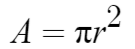 A = πr²